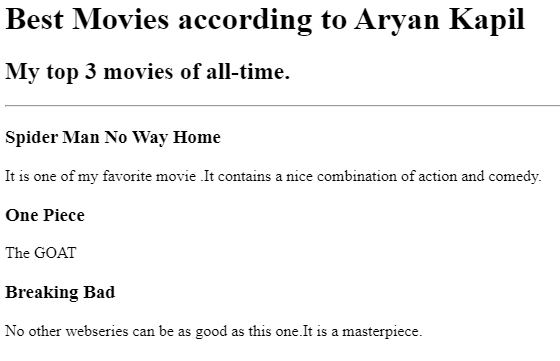 Best Movies according to Aryan Kapil
My top 3 movies of all-time.
Spider Man No Way Home
It is one of my favorite movie .It contains a nice combination of action and comedy.
One Piece
The GOAT
Breaking Bad
No other webseries can be as good as this one.It is a masterpiece.